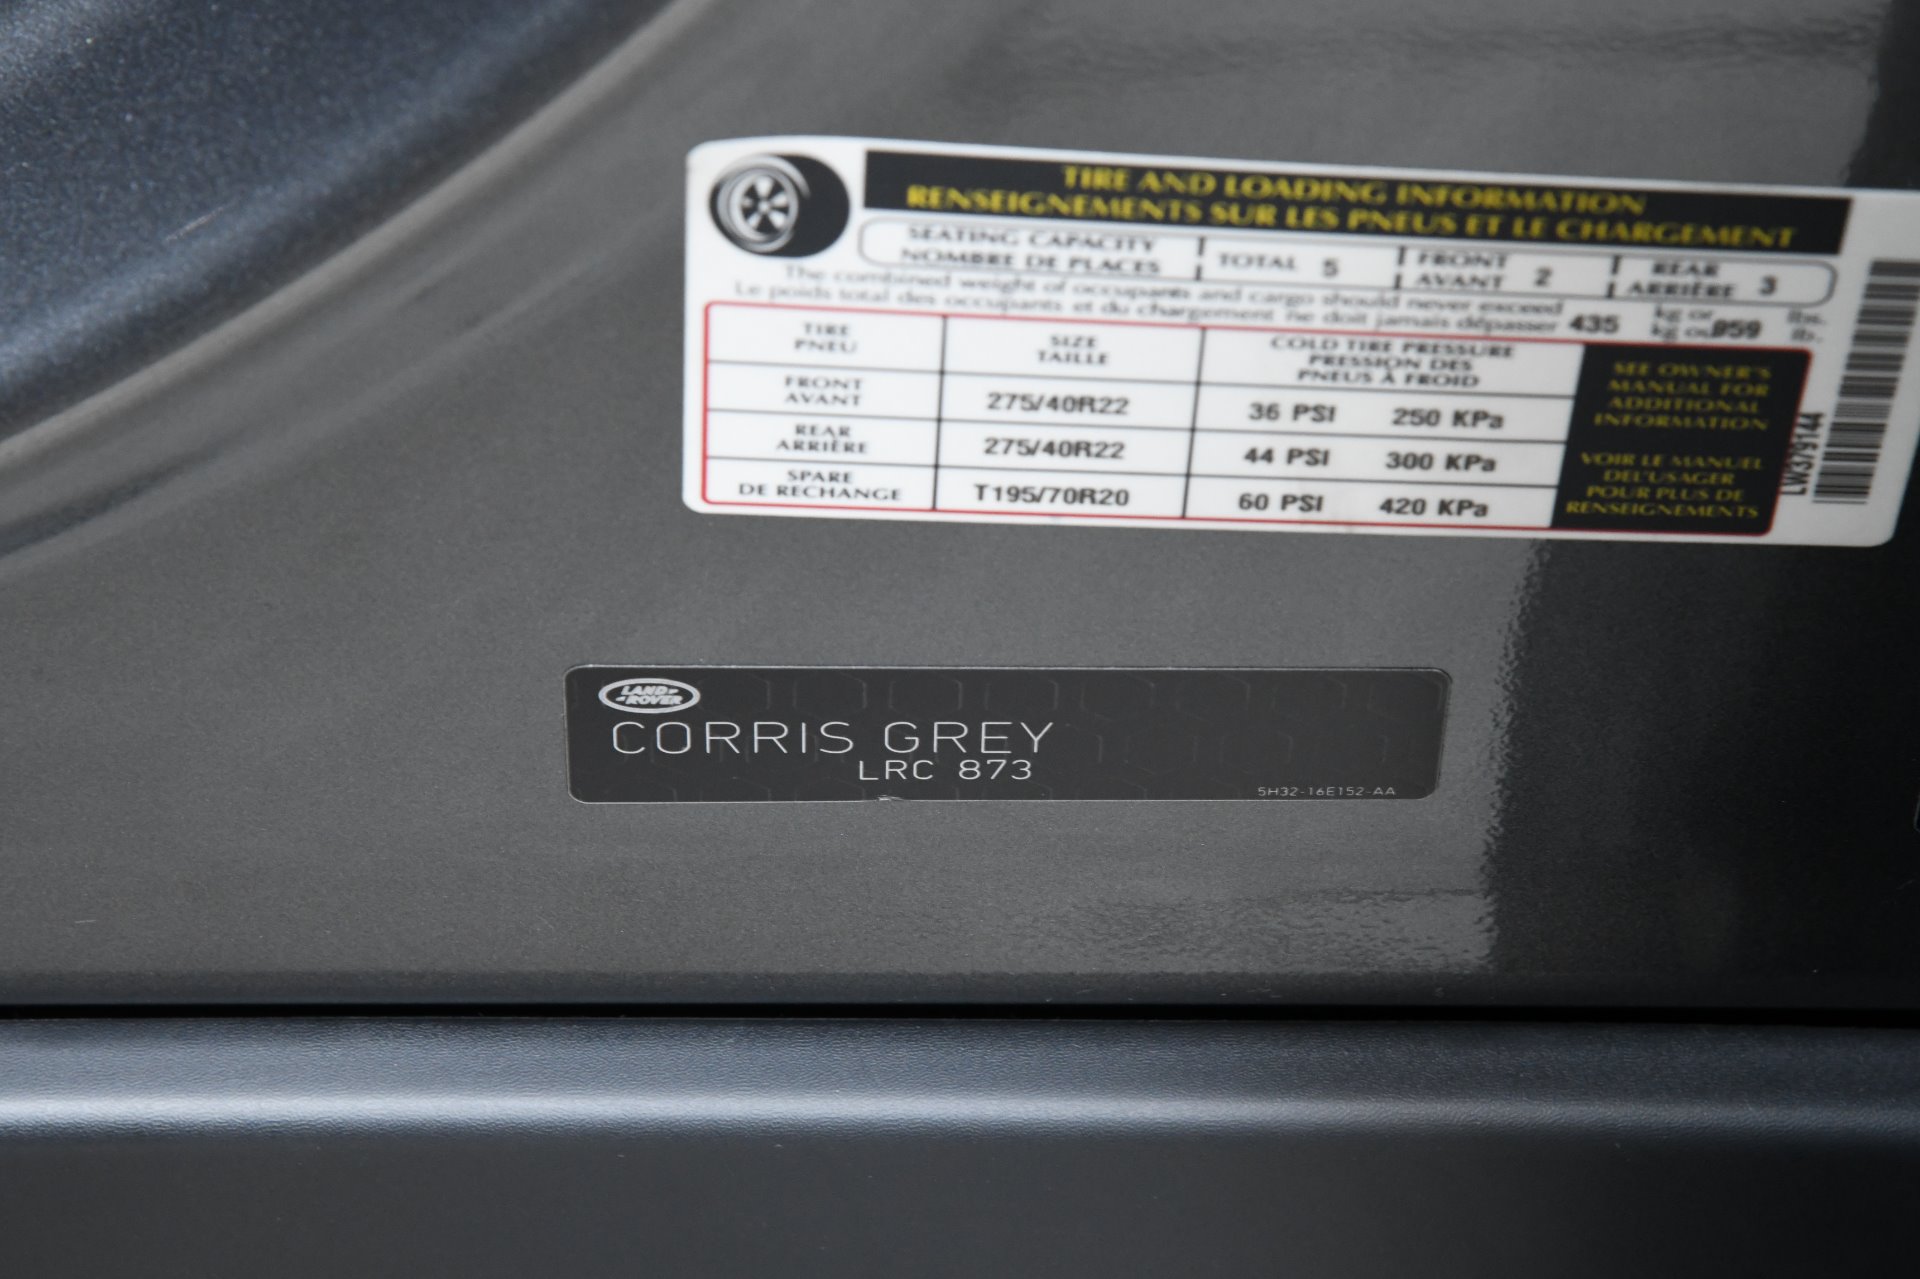 TIRE AND LOADING INFORMATION
RENSEIGNEMENTS SUR LES PNEUS ET LE CHARGEMENT
SEATING CAPACITY
NOMBRE DE PLACES
TOTAL 5
FRONT
AVANT 2
REAR
ARRIÈRE 3
The combined weight of occupants and cargo should never exceed kg or lbs.
Le poids total des occupants et du chargement ne doit jamais dépasser 435 kg ou 959 lb.
TIRE
PNEU
SIZE
TAILLE
COLD TIRE PRESSURE
PRESSION DES
PNEUS À FROID
FRONT
AVANT
275/40R22
36 PSI 250 KPa
REAR
ARRIÈRE
275/40R22
44 PSI 300 KPa
SPARE
DE RECHANGE
T195/70R20
60 PSI 420 KPa
SEE OWNER'S
MANUAL FOR
ADDITIONAL
INFORMATION
VOIR LE MANUEL
DEL'USAGER
POUR PLUS DE
RENSEIGNEMENTS
LW379144
LAND
ROVER
CORRIS GREY
LRC 873
5H32-16E152-AA